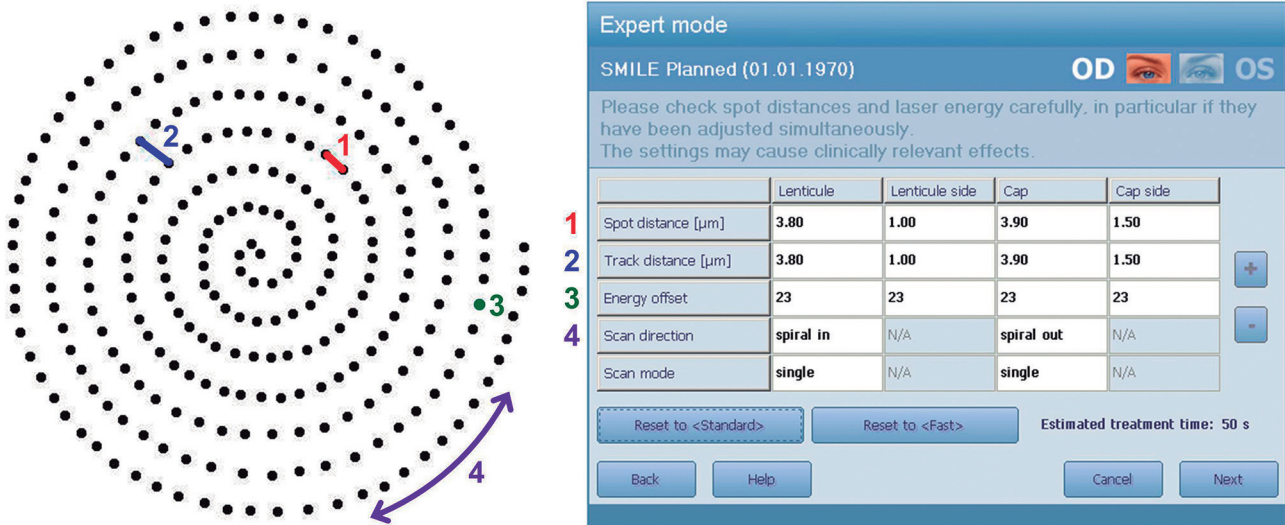 2
1
3
4
Expert mode
SMILE Planned (01.01.1970)
OD OS
Please check spot distances and laser energy carefully, in particular if they
have been adjusted simultaneously.
The settings may cause clinically relevant effects.
Lenticule Lenticule side Cap Cap side
1 Spot distance [µm] 3.80 1.00 3.90 1.50
2 Track distance [µm] 3.80 1.00 3.90 1.50
+
3 Energy offset 23 23 23 23
4 Scan direction spiral in N/A spiral out N/A
-
Scan mode single N/A single N/A
Reset to <Standard> Reset to <Fast> Estimated treatment time: 50 s
Back Help Cancel Next